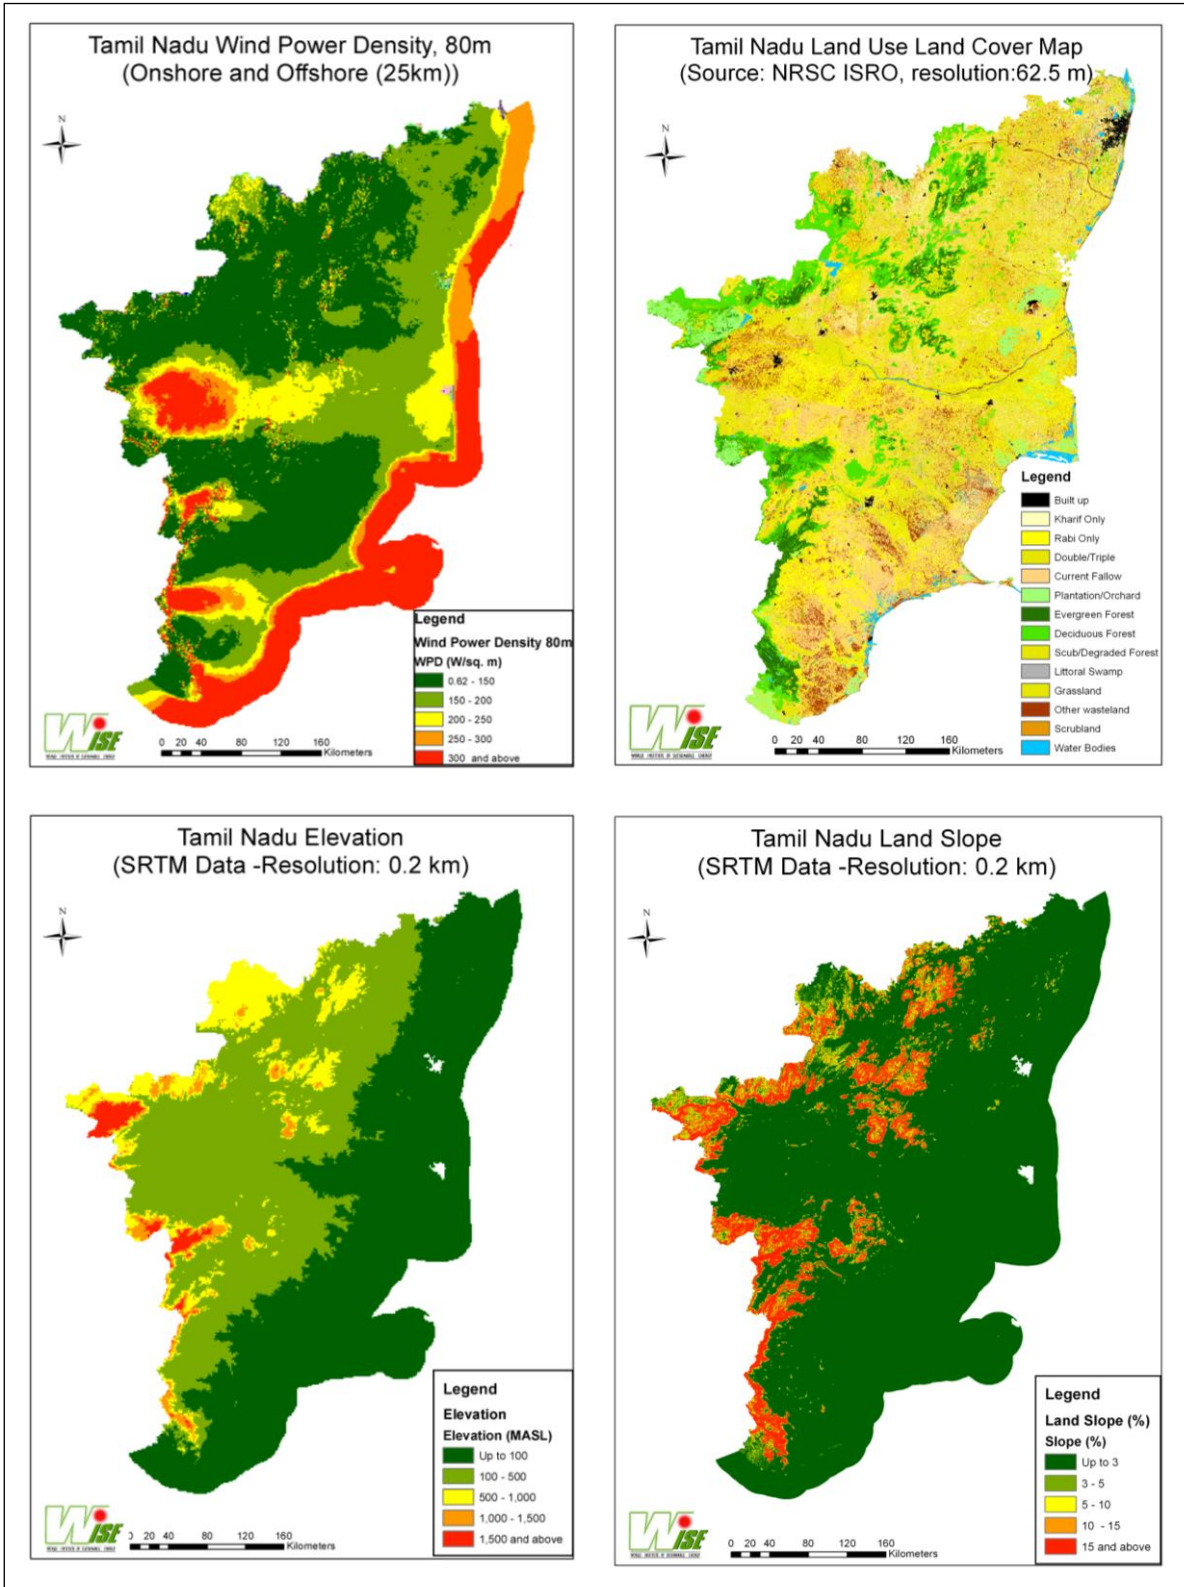 Tamil Nadu Wind Power Density, 80m
(Onshore and Offshore (25km))
N
Legend
Wind Power Density 80m
WPD (W/sq. m)
0.62 - 150
150 - 200
200 - 250
250 - 300
300 and above
WISE
0 20 40 80 120 160
Kilometers
Tamil Nadu Land Use Land Cover Map
(Source: NRSC ISRO, resolution:62.5 m)
N
Legend
Built up
Kharif Only
Rabi Only
Double/Triple
Current Fallow
Plantation/Orchard
Evergreen Forest
Deciduous Forest
Scub/Degraded Forest
Littoral Swamp
Grassland
Other wasteland
Scrubland
Water Bodies
WISE
0 20 40 80 120 160
Kilometers
Tamil Nadu Elevation
(SRTM Data -Resolution: 0.2 km)
N
Legend
Elevation
Elevation (MASL)
Up to 100
100 - 500
500 - 1,000
1,000 - 1,500
1,500 and above
WISE
0 20 40 80 120 160
Kilometers
Tamil Nadu Land Slope
(SRTM Data -Resolution: 0.2 km)
N
Legend
Land Slope (%)
Slope (%)
Up to 3
3 - 5
5 - 10
10 - 15
15 and above
WISE
0 20 40 80 120 160
Kilometers